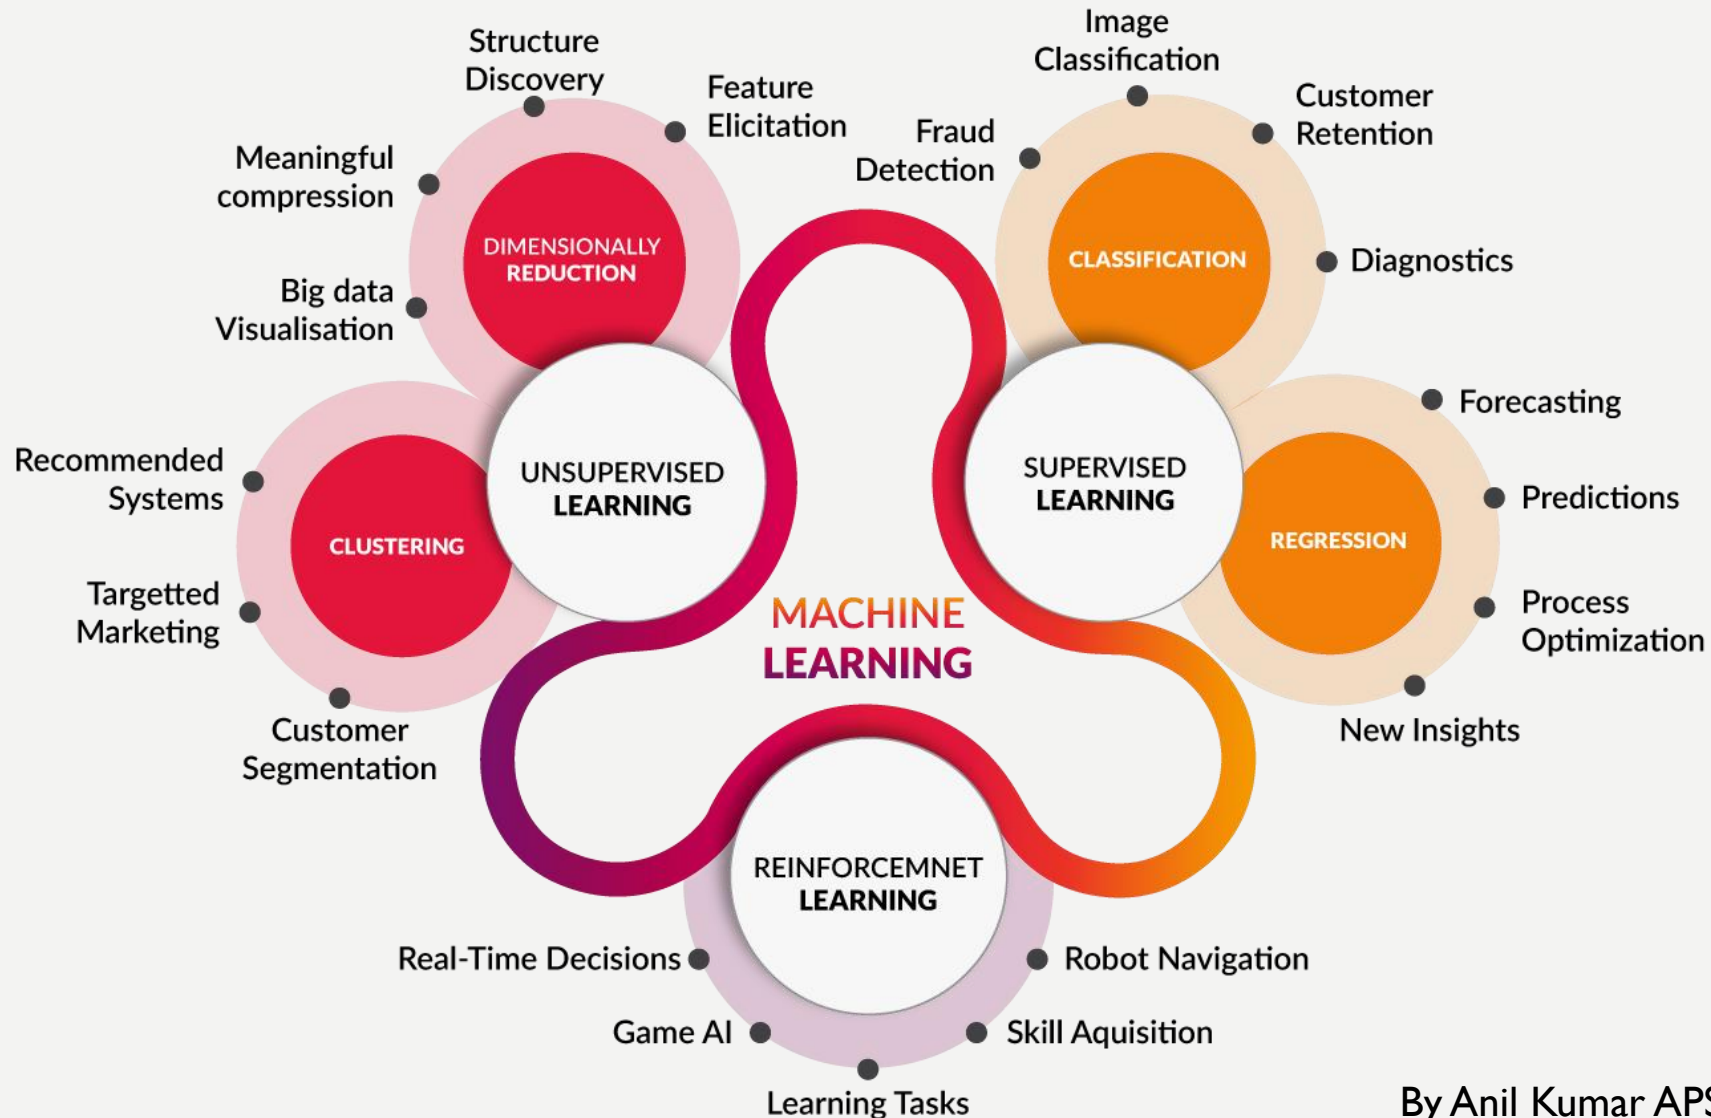 Structure
Discovery
Feature
Elicitation
Meaningful
compression
Big data
Visualisation
DIMENSIONALLY
REDUCTION
Recommended
Systems
Targetted
Marketing
Customer
Segmentation
CLUSTERING
UNSUPERVISED
LEARNING
Image
Classification
Fraud
Detection
Customer
Retention
Diagnostics
CLASSIFICATION
SUPERVISED
LEARNING
Forecasting
Predictions
Process
Optimization
New Insights
REGRESSION
MACHINE
LEARNING
REINFORCEMNET
LEARNING
Real-Time Decisions
Game AI
Learning Tasks
Skill Aquisition
Robot Navigation
By Anil Kumar APS